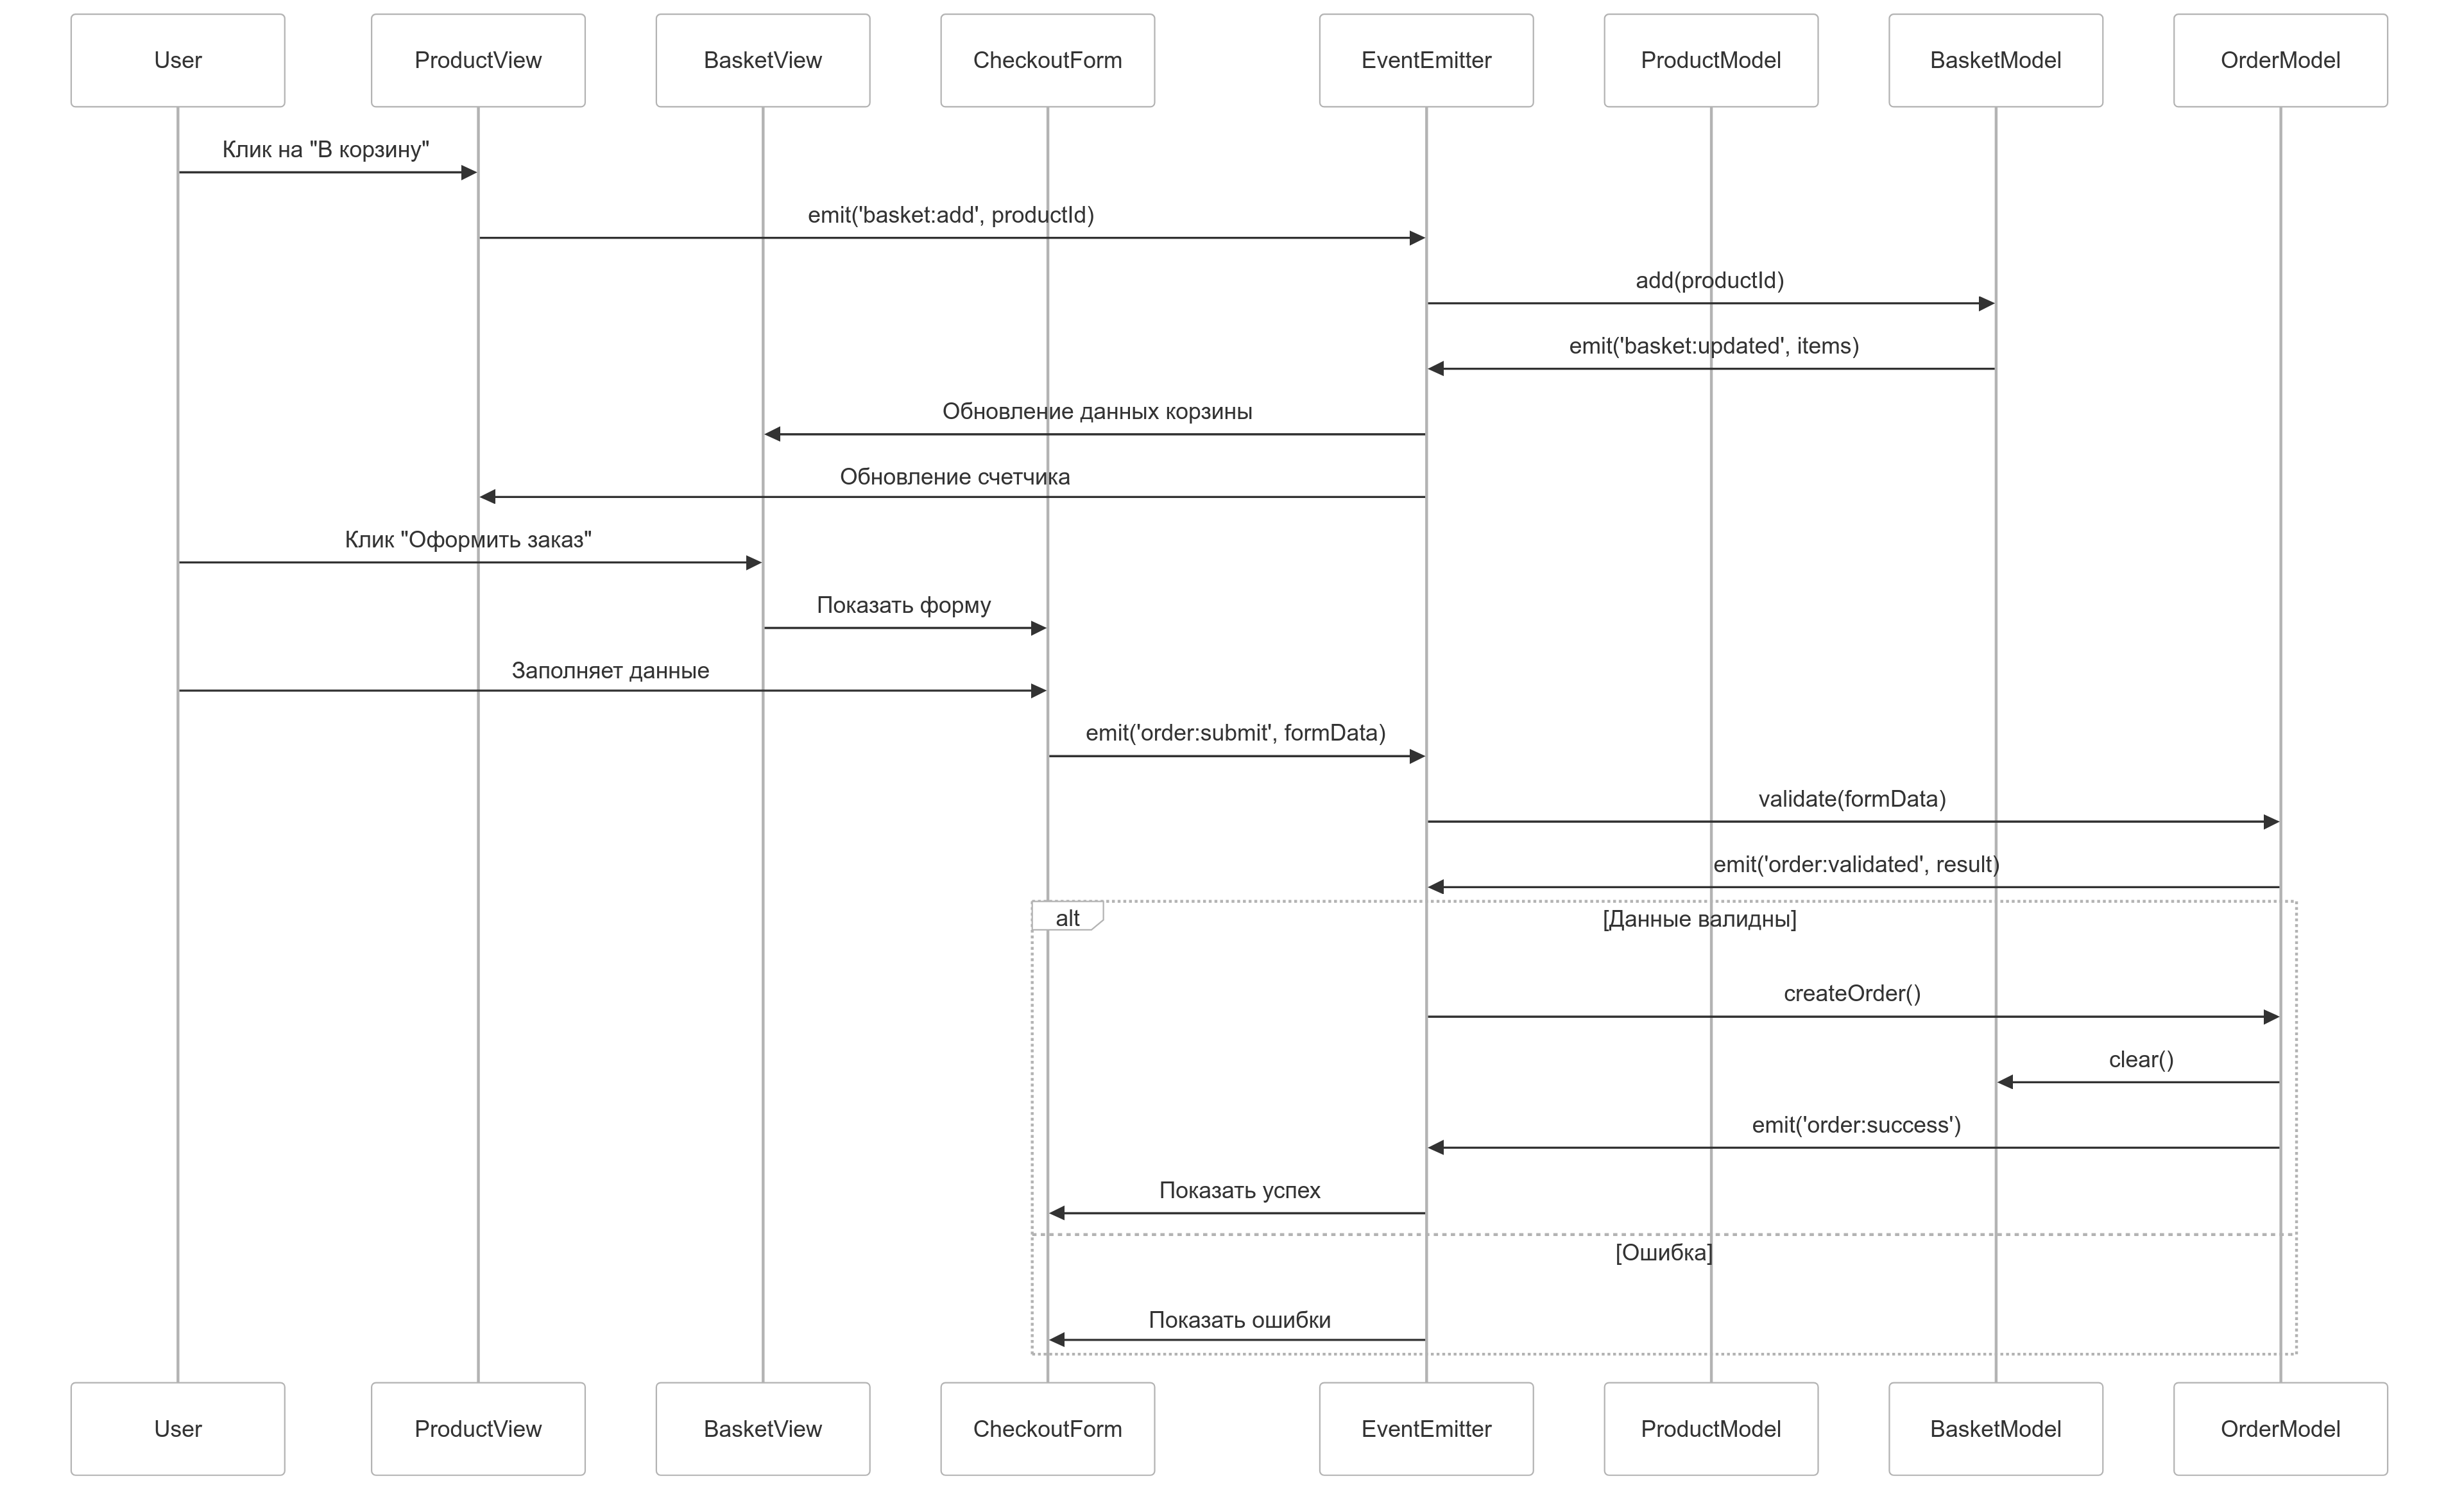 User
ProductView
BasketView
CheckoutForm
EventEmitter
ProductModel
BasketModel
OrderModel
Клик на "В корзину"
emit('basket:add', productId)
add(productId)
emit('basket:updated', items)
Обновление данных корзины
Обновление счетчика
Клик "Оформить заказ"
Показать форму
Заполняет данные
emit('order:submit', formData)
validate(formData)
emit('order:validated', result)
alt
[Данные валидны]
createOrder()
clear()
emit('order:success')
Показать успех
[Ошибка]
Показать ошибки
User
ProductView
BasketView
CheckoutForm
EventEmitter
ProductModel
BasketModel
OrderModel